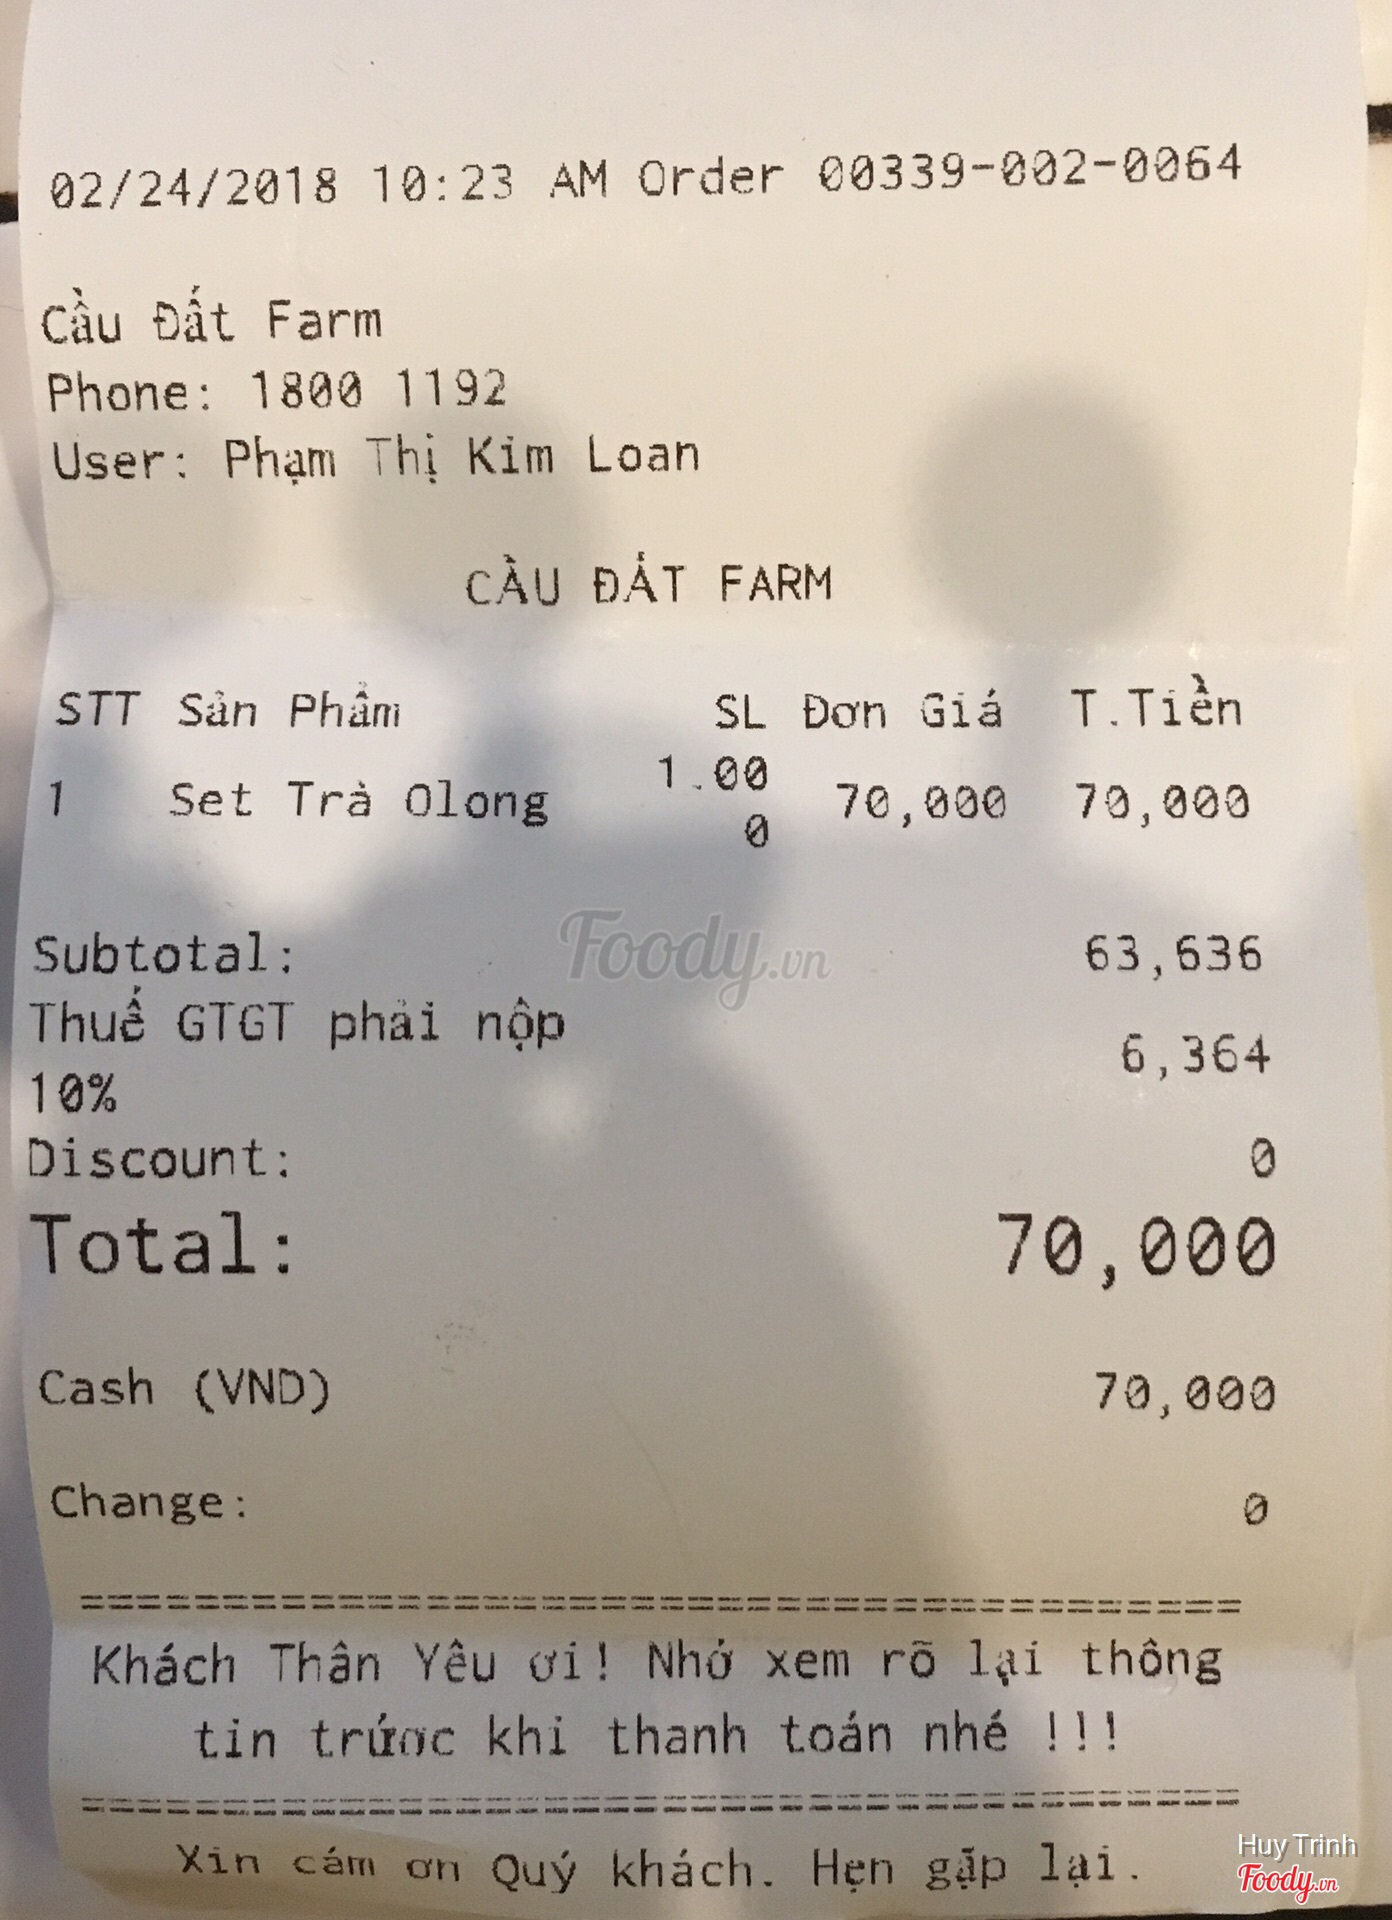 02/24/2018 10:23 AM Order 00339-002-0064
Cầu Đất Farm
Phone: 1800 1192
User: Phạm Thị Kim Loan
CẦU ĐẤT FARM
STT Sản Phẩm SL Đơn Giá T.Tiền
1 Set Trà Olong 1.000 70,000 70,000
Subtotal: 63,636
Thuế GTGT phải nộp 10% 6,364
Discount: 0
Total: 70,000
Cash (VND) 70,000
Change: 0
========================================
Khách Thân Yêu ơi! Nhớ xem rõ lại thông
tin trước khi thanh toán nhé !!!
========================================
Xin cám ơn Quý khách. Hẹn gặp lại.
Foody.vn
Huy Trinh
Foody.vn